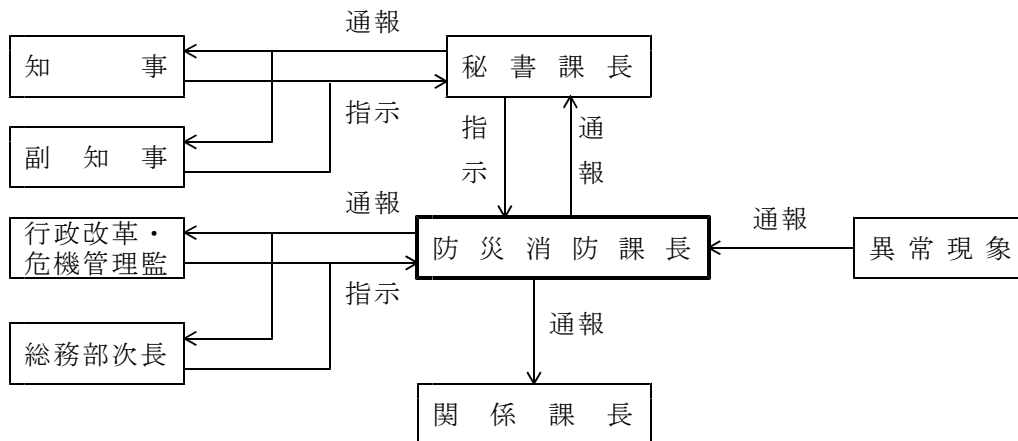 通報
知事
秘書課長
指示
副知事
指示
通報
通報
行政改革・
危機管理監
防災消防課長
通報
異常現象
指示
総務部次長
通報
関係課長